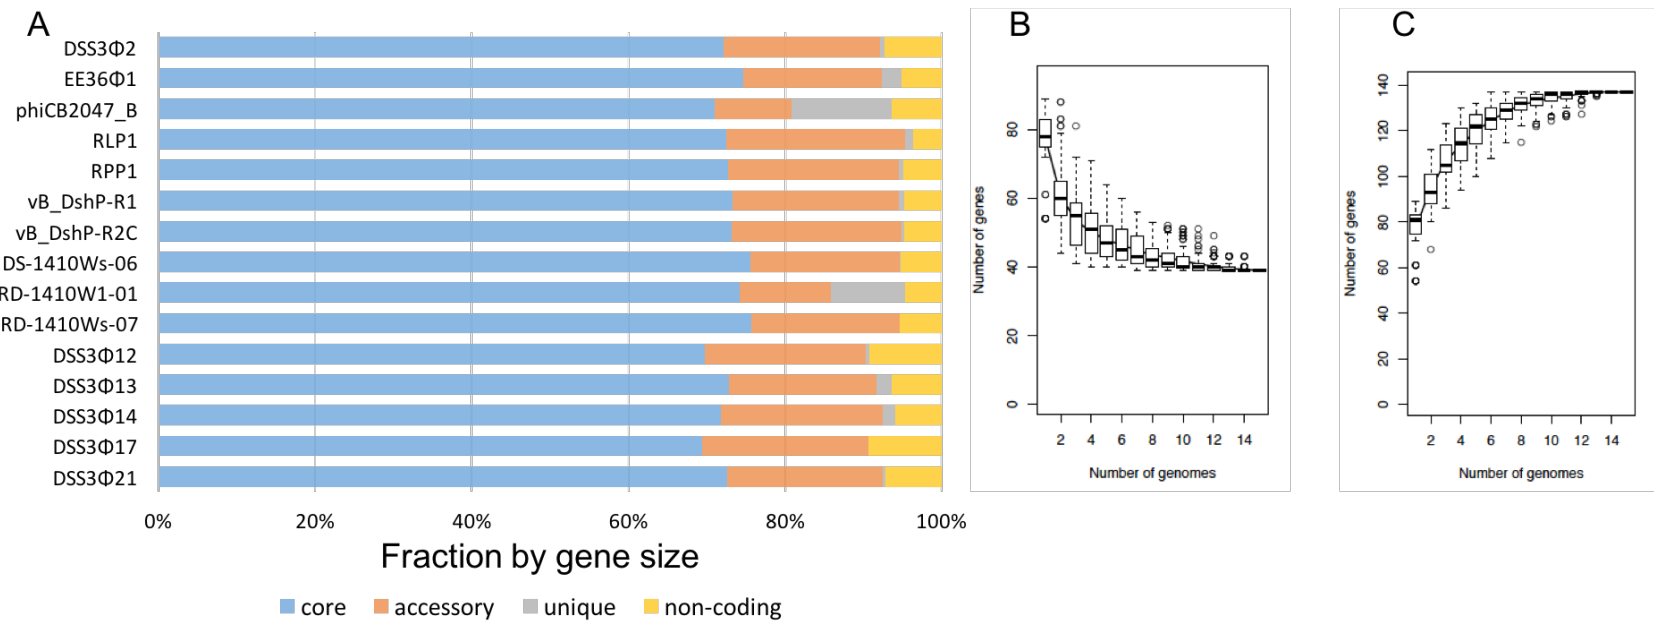 A
DSS3Φ2
EE36Φ1
phiCB2047_B
RLP1
RPP1
vB_DshP-R1
vB_DshP-R2C
DS-1410Ws-06
RD-1410W1-01
RD-1410Ws-07
DSS3Φ12
DSS3Φ13
DSS3Φ14
DSS3Φ17
DSS3Φ21
0% 20% 40% 60% 80% 100%
Fraction by gene size
core accessory unique non-coding
B
Number of genes
80
60
40
20
0
2 4 6 8 10 12 14
Number of genomes
C
Number of genes
140
120
100
80
60
40
20
0
2 4 6 8 10 12 14
Number of genomes